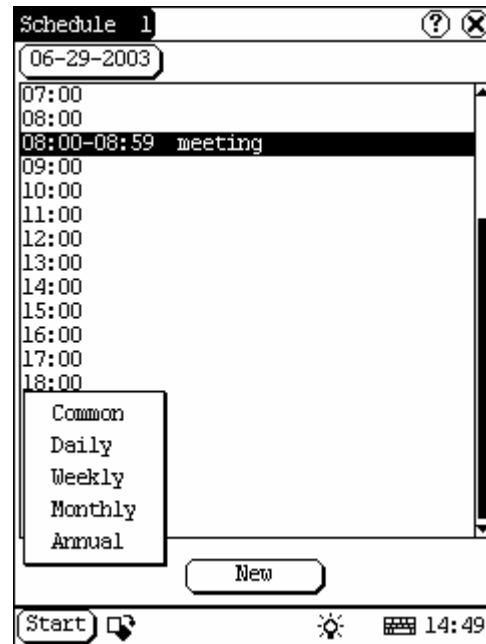 Schedule 1
?
06-29-2003
07:00
08:00
08:00-08:59 meeting
09:00
10:00
11:00
12:00
13:00
14:00
15:00
16:00
17:00
18:00
Common
Daily
Weekly
Monthly
Annual
New
Start 14:49